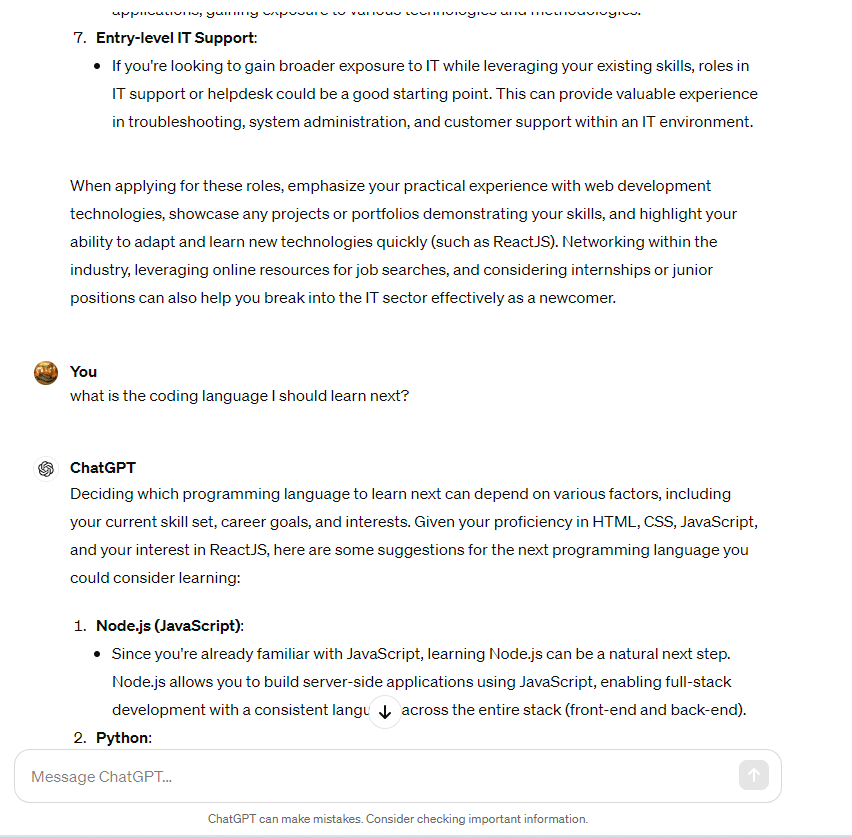 applications, gaining exposure to various technologies and methodologies.
7. Entry-level IT Support:
• If you're looking to gain broader exposure to IT while leveraging your existing skills, roles in
IT support or helpdesk could be a good starting point. This can provide valuable experience
in troubleshooting, system administration, and customer support within an IT environment.
When applying for these roles, emphasize your practical experience with web development
technologies, showcase any projects or portfolios demonstrating your skills, and highlight your
ability to adapt and learn new technologies quickly (such as ReactJS). Networking within the
industry, leveraging online resources for job searches, and considering internships or junior
positions can also help you break into the IT sector effectively as a newcomer.
You
what is the coding language I should learn next?
ChatGPT
Deciding which programming language to learn next can depend on various factors, including
your current skill set, career goals, and interests. Given your proficiency in HTML, CSS, JavaScript,
and your interest in ReactJS, here are some suggestions for the next programming language you
could consider learning:
1. Node.js (JavaScript):
• Since you're already familiar with JavaScript, learning Node.js can be a natural next step.
Node.js allows you to build server-side applications using JavaScript, enabling full-stack
development with a consistent langu across the entire stack (front-end and back-end).
2. Python:
Message ChatGPT...
ChatGPT can make mistakes. Consider checking important information.